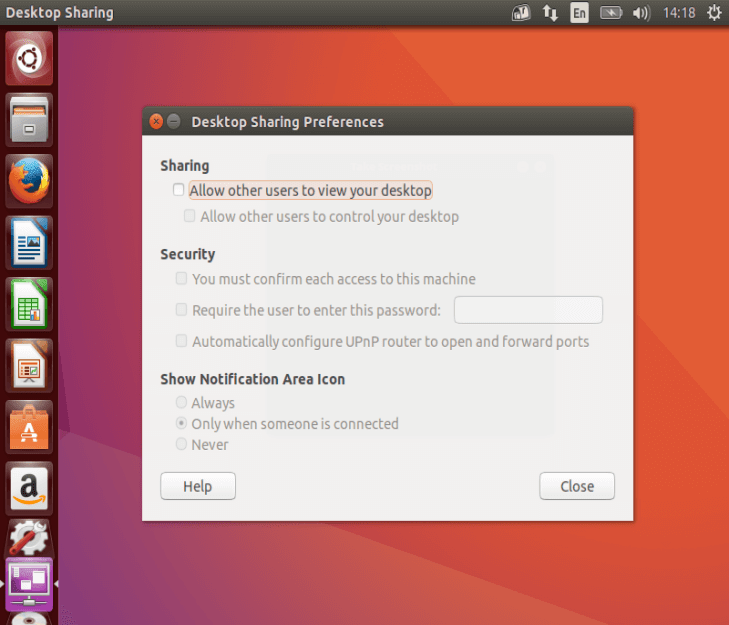 Desktop Sharing
En
14:18
Desktop Sharing Preferences
Sharing
Allow other users to view your desktop
Allow other users to control your desktop
Security
You must confirm each access to this machine
Require the user to enter this password:
Automatically configure UPnP router to open and forward ports
Show Notification Area Icon
Always
Only when someone is connected
Never
Help
Close
a